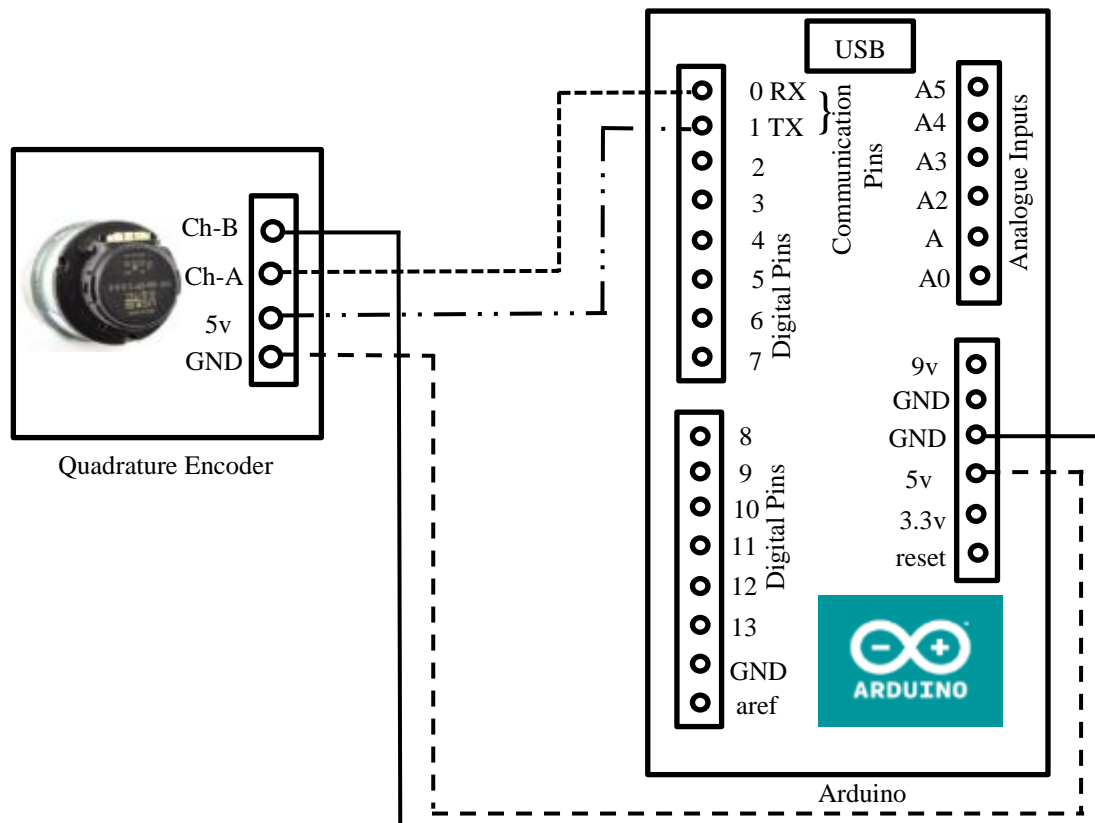 USB
0 RX
1 TX
}
2
3
4
5
6
7
Communication
Pins
Digital Pins
A5
A4
A3
A2
A
A0
Analogue Inputs
Ch-B
Ch-A
5v
GND
Quadrature Encoder
9v
GND
GND
5v
3.3v
reset
8
9
10
11
12
13
GND
aref
Digital Pins
ARDUINO
Arduino